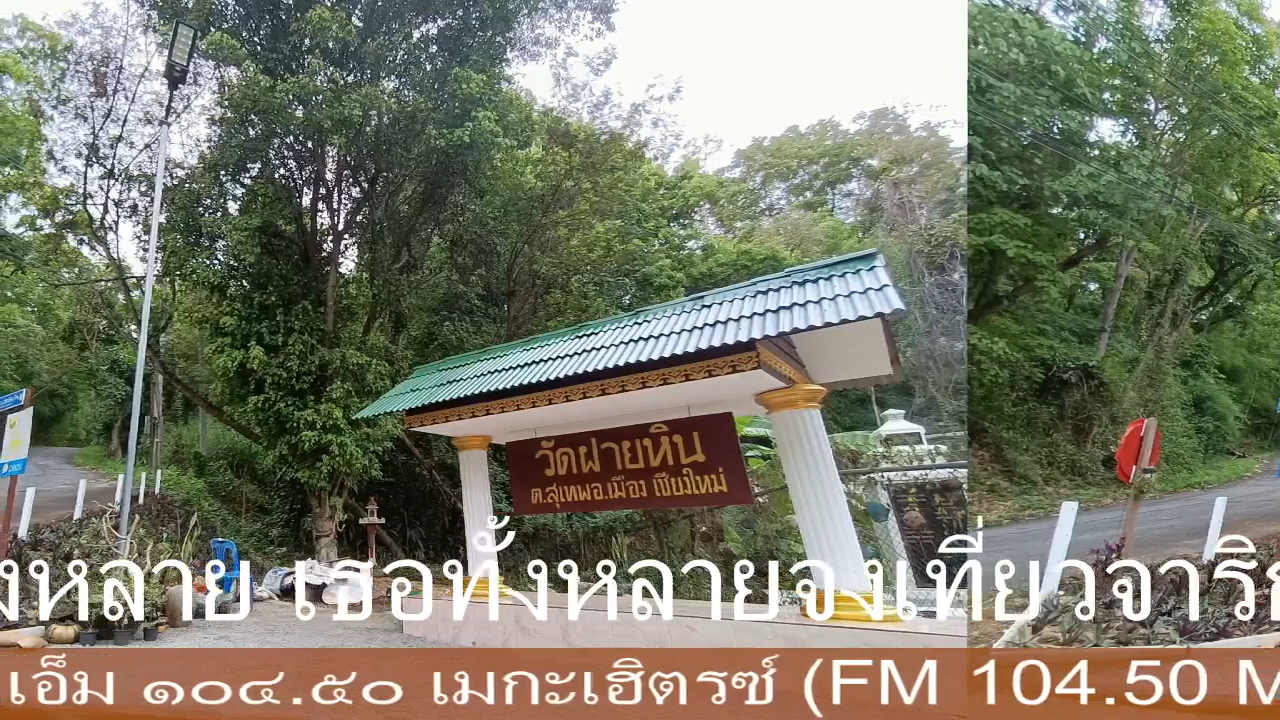 วัดฝายหิน
ต.สุเทพอ.เมือง เชียงใหม่
งหลาย เธอทั้งหลายจงเที่ยวจาริก
เอ็ม ๑๐๔.๕๐ เมกะเฮิตรซ์ (FM 104.50 M